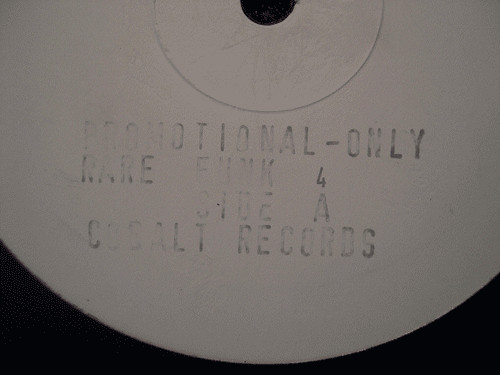 PROMOTIONAL-ONLY
RARE FUNK 4
SIDE A
COBALT RECORDS